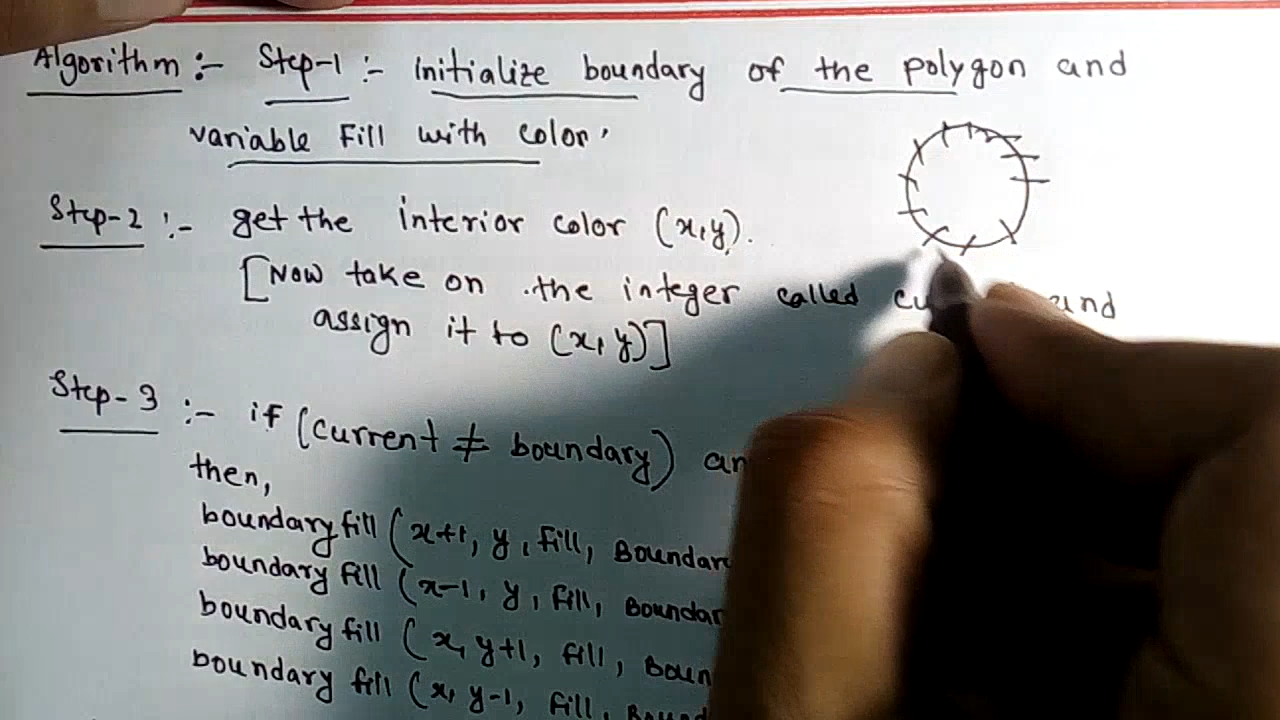 Algorithm :- Step-1 :- initialize boundary of the polygon and
variable Fill with color.
Step-2 :- get the interior color (x, y).
[Now take on the integer called and
assign it to (x, y)]
Step-3 :- if (current ≠ boundary)
then,
boundary fill (x+1, y, fill,
boundary fill (x-1, y, fill,
boundary fill (x, y+1, fill,
boundary fill (x, y-1, fill,